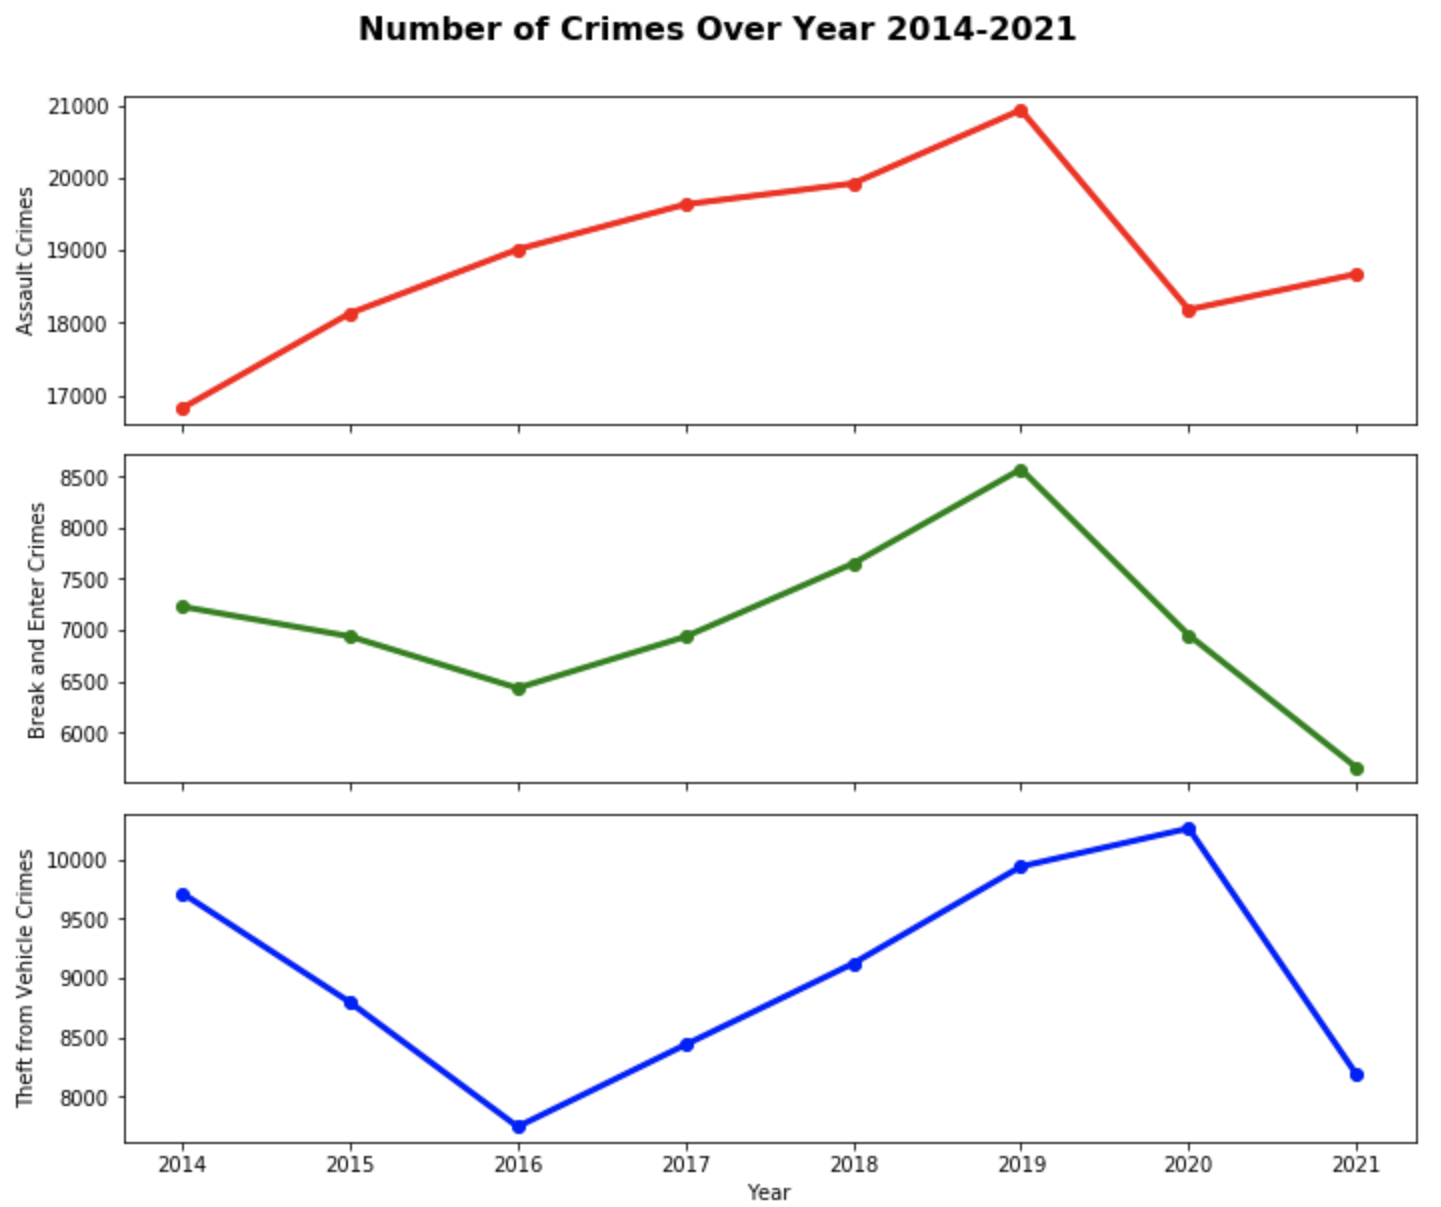 Number of Crimes Over Year 2014-2021
21000
20000
19000
18000
17000
Assault Crimes
8500
8000
7500
7000
6500
6000
Break and Enter Crimes
10000
9500
9000
8500
8000
Theft from Vehicle Crimes
2014 2015 2016 2017 2018 2019 2020 2021
Year